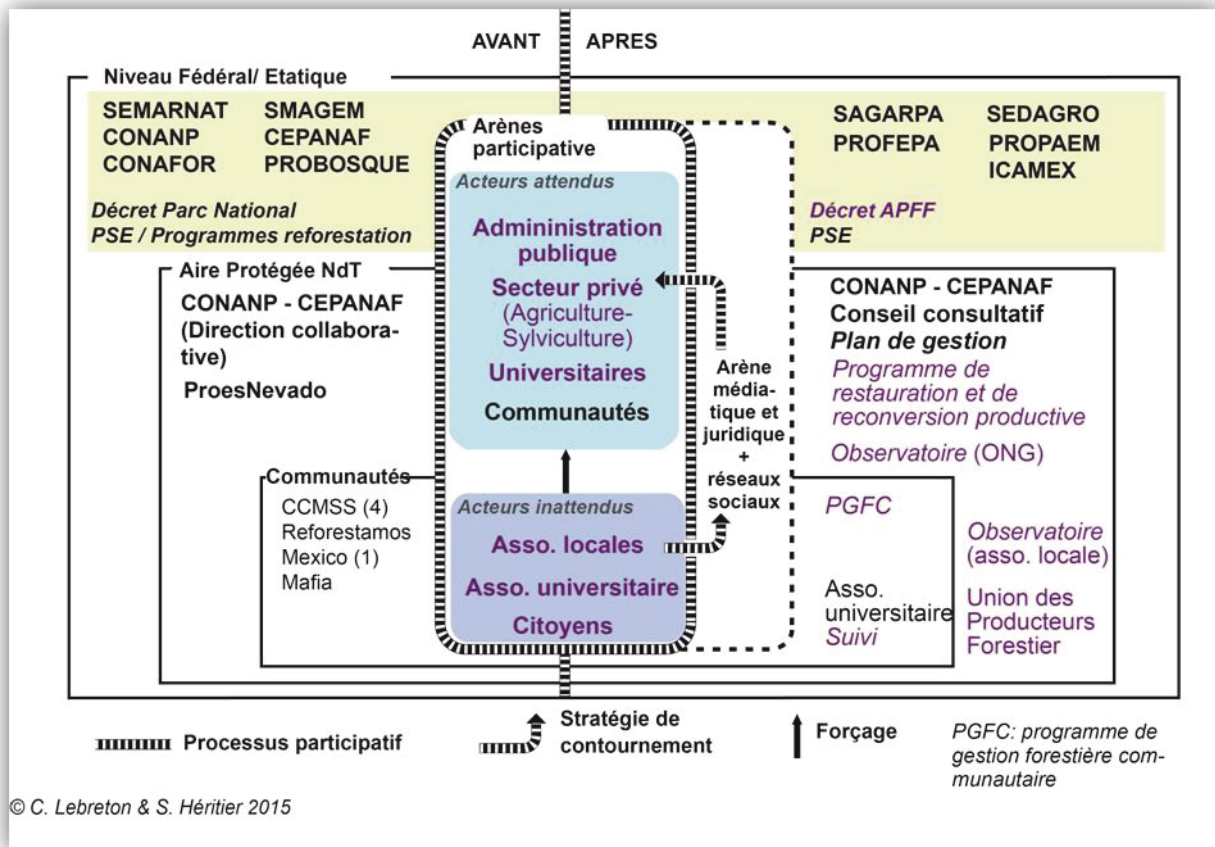 AVANT APRES
Niveau Fédéral/ Etatique
SEMARNAT SMAGEM
CONANP CEPANAF
CONAFOR PROBOSQUE
Décret Parc National
PSE / Programmes reforestation
Aire Protégée NdT
CONANP - CEPANAF
(Direction collabora-
tive)
ProesNevado
Communautés
CCMSS (4)
Reforestamos
Mexico (1)
Mafia
Arènes
participative
Acteurs attendus
Admininistration
publique
Secteur privé
(Agriculture-
Sylviculture)
Universitaires
Communautés
Acteurs inattendus
Asso. locales
Asso. universitaire
Citoyens
Arène
média-
tique et
juridique
+
réseaux
sociaux
SAGARPA SEDAGRO
PROFEPA PROPAEM
ICAMEX
Décret APFF
PSE
CONANP - CEPANAF
Conseil consultatif
Plan de gestion
Programme de
restauration et de
reconversion productive
Observatoire (ONG)
PGFC
Asso.
universitaire
Suivi
Observatoire
(asso. locale)
Union des
Producteurs
Forestier
Processus participatif
Stratégie de
contournement
Forçage
PGFC: programme de
gestion forestière com-
munautaire
© C. Lebreton & S. Héritier 2015